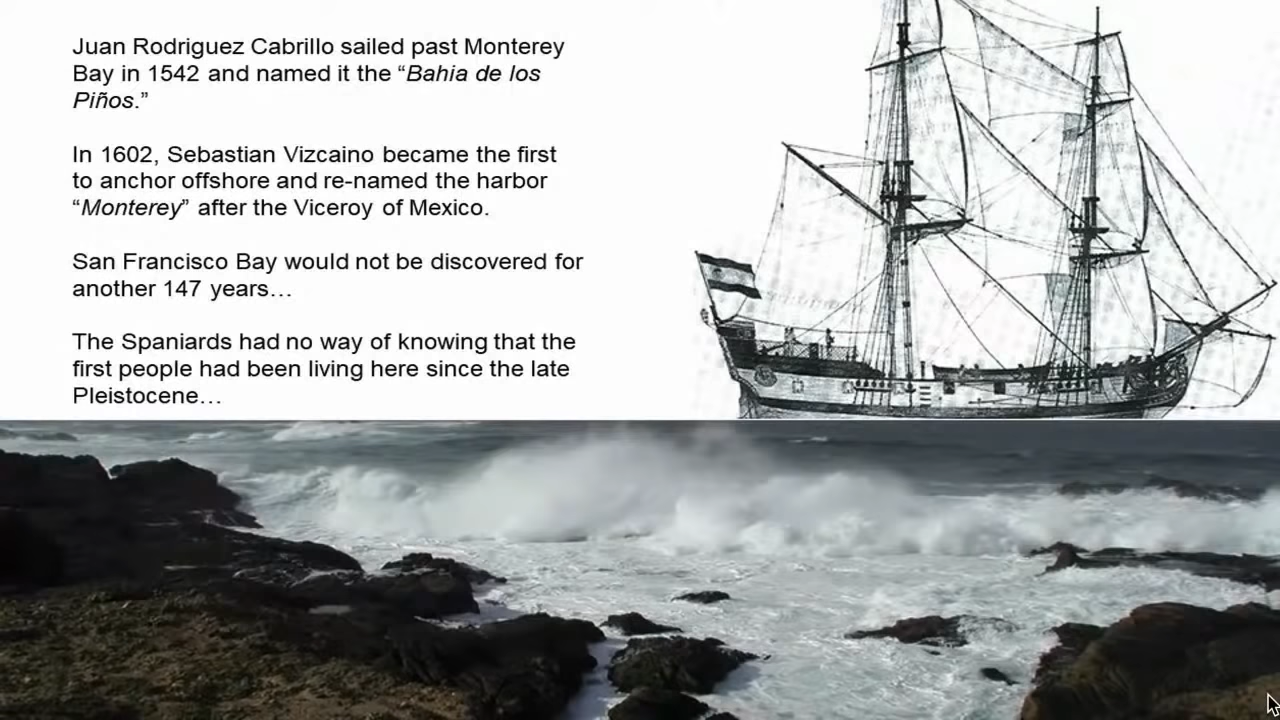 Juan Rodriguez Cabrillo sailed past Monterey
Bay in 1542 and named it the “Bahia de los
Piños.”
In 1602, Sebastian Vizcaino became the first
to anchor offshore and re-named the harbor
“Monterey” after the Viceroy of Mexico.
San Francisco Bay would not be discovered for
another 147 years…
The Spaniards had no way of knowing that the
first people had been living here since the late
Pleistocene…